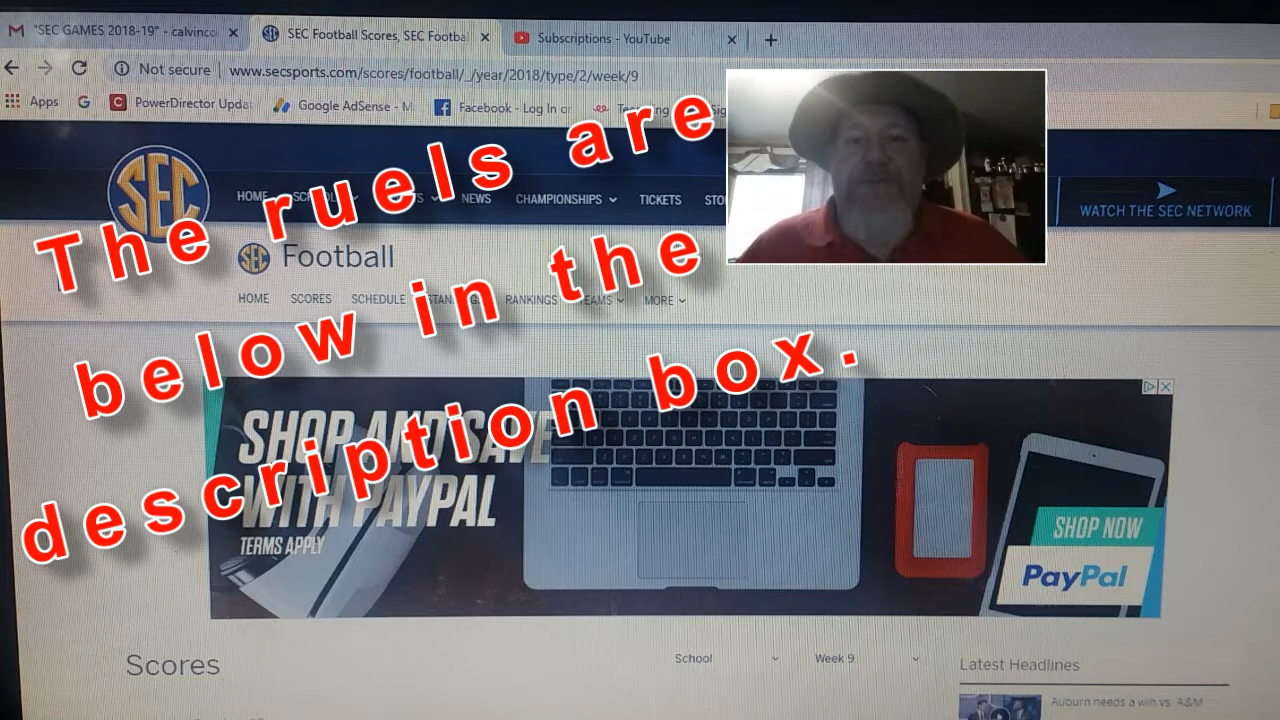 "SEC GAMES 2018-19" - calvinco
SEC Football Scores, SEC Footba
Subscriptions - YouTube
Not secure | www.secsports.com/scores/football/_/year/2018/type/2/week/9
Apps
PowerDirector Updat
Google AdSense - M
Facebook - Log In or
SEC
HOME
NEWS
CHAMPIONSHIPS
TICKETS
WATCH THE SEC NETWORK
The ruels are
below in the
description box.
SEC
Football
HOME
SCORES
SCHEDULE
RANKINGS
TEAMS
MORE
SHOP AND SAVE
WITH PAYPAL
TERMS APPLY
SHOP NOW
PayPal
Scores
School
Week 9
Latest Headlines
Auburn needs a win vs. A&M